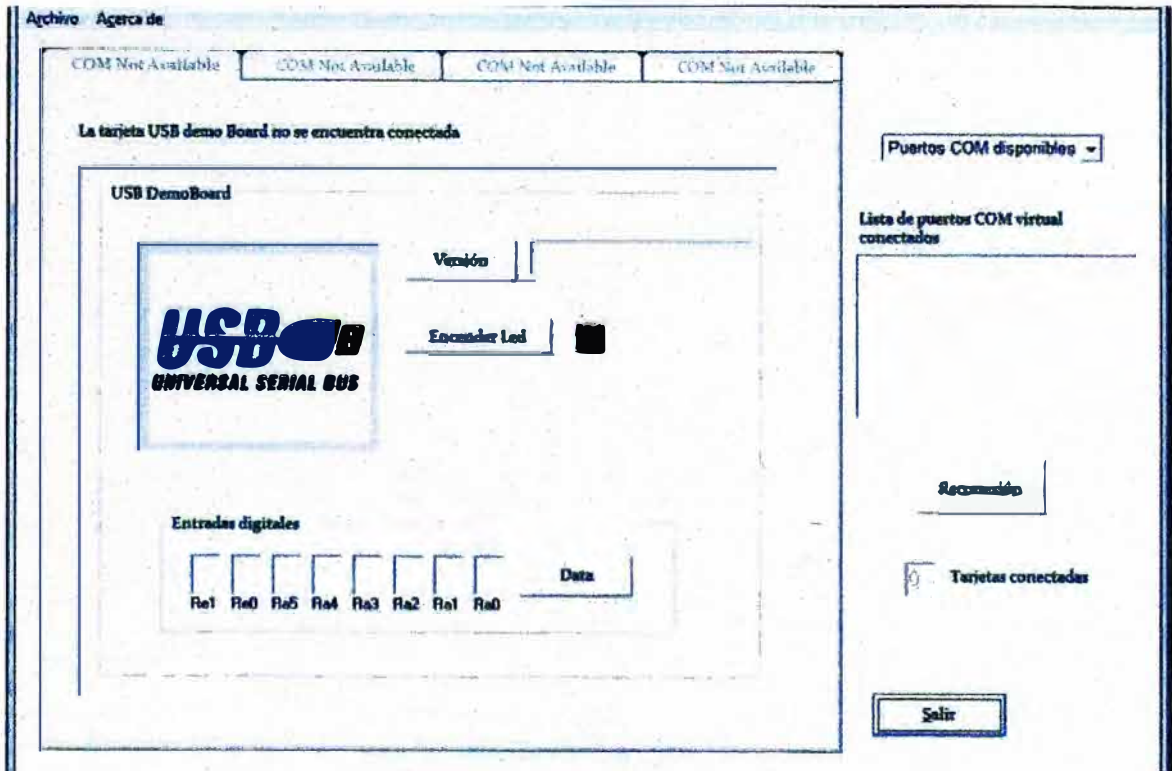 Archivo Agerca de
COM Not Available COM Not Available COM Not Available COM Not Available
La tarjeta USB demo Board no se encuentra conectada
Puertos COM disponibles
USB DemoBoard
Lista de puertos COM virtual
conectados
Versión
USB
UNIVERSAL SERIAL BUS
Encender Led
Reconexión
Entradas digitales
Data
Re1 Re0 Ra5 Ra4 Ra3 Ra2 Ra1 Ra0
0 Tarjetas conectadas
Salir